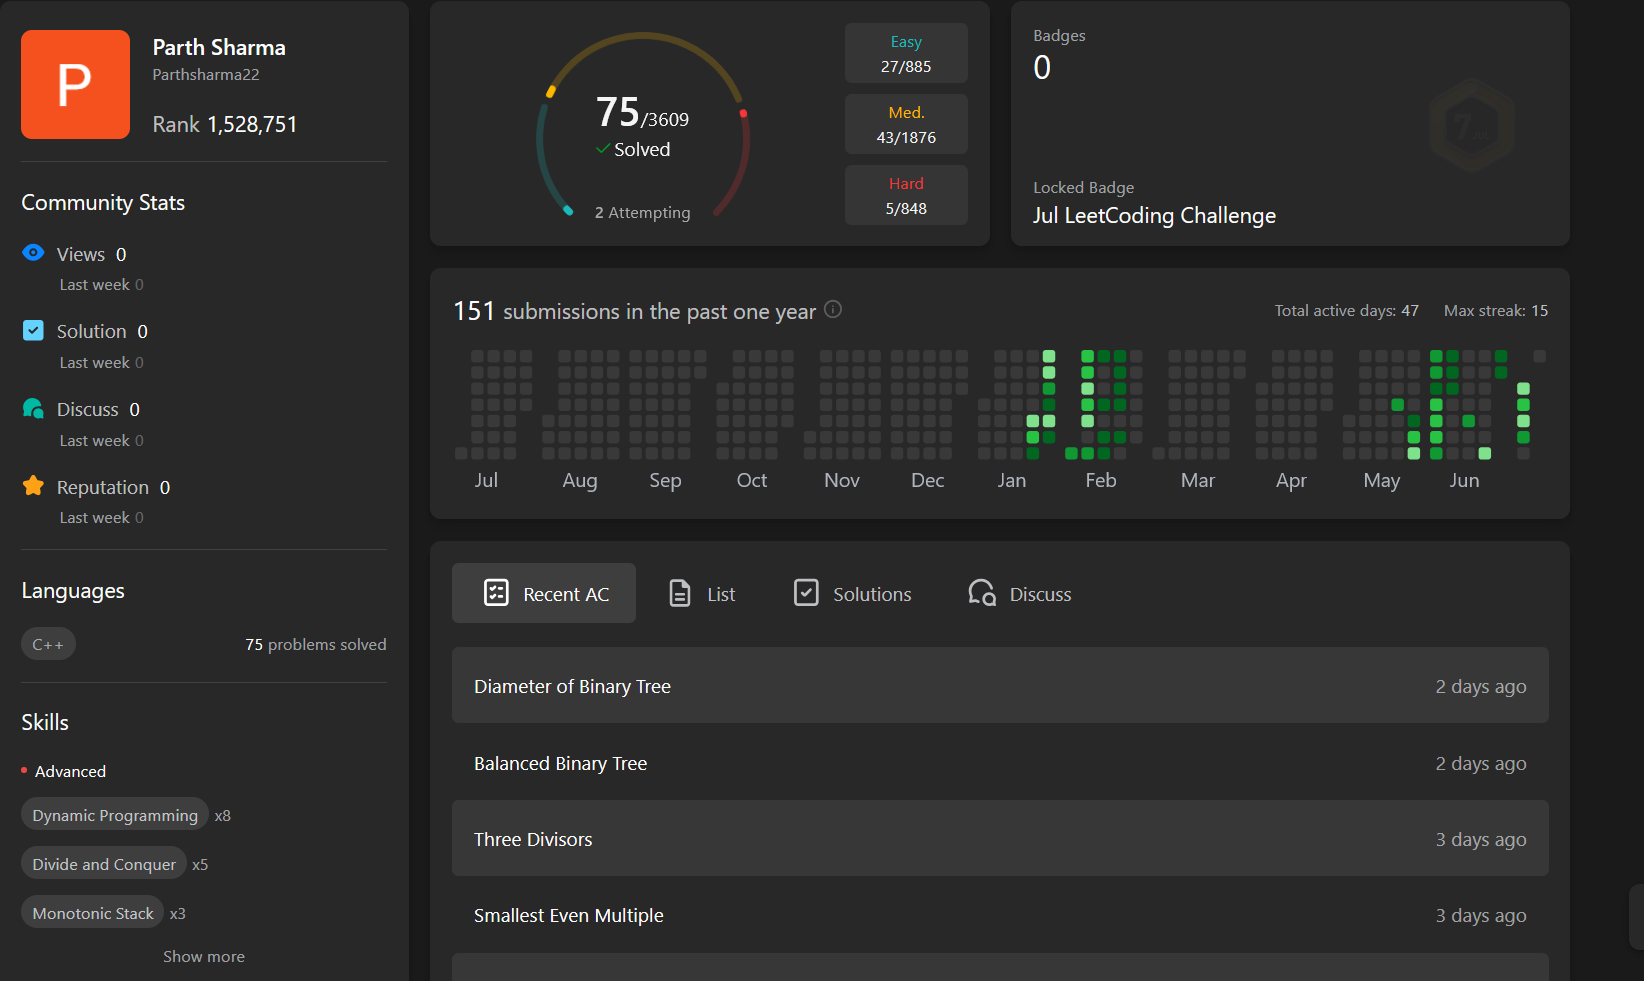 P
Parth Sharma
Parthsharma22
Rank 1,528,751
Community Stats
Views 0
Last week 0
Solution 0
Last week 0
Discuss 0
Last week 0
Reputation 0
Last week 0
Languages
C++ 75 problems solved
Skills
Advanced
Dynamic Programming x8
Divide and Conquer x5
Monotonic Stack x3
Show more
75/3609
Solved
2 Attempting
Easy
27/885
Med.
43/1876
Hard
5/848
Badges
0
7
Locked Badge
Jul LeetCoding Challenge
151 submissions in the past one year Total active days: 47 Max streak: 15
Jul Aug Sep Oct Nov Dec Jan Feb Mar Apr May Jun
Recent AC List Solutions Discuss
Diameter of Binary Tree 2 days ago
Balanced Binary Tree 2 days ago
Three Divisors 3 days ago
Smallest Even Multiple 3 days ago